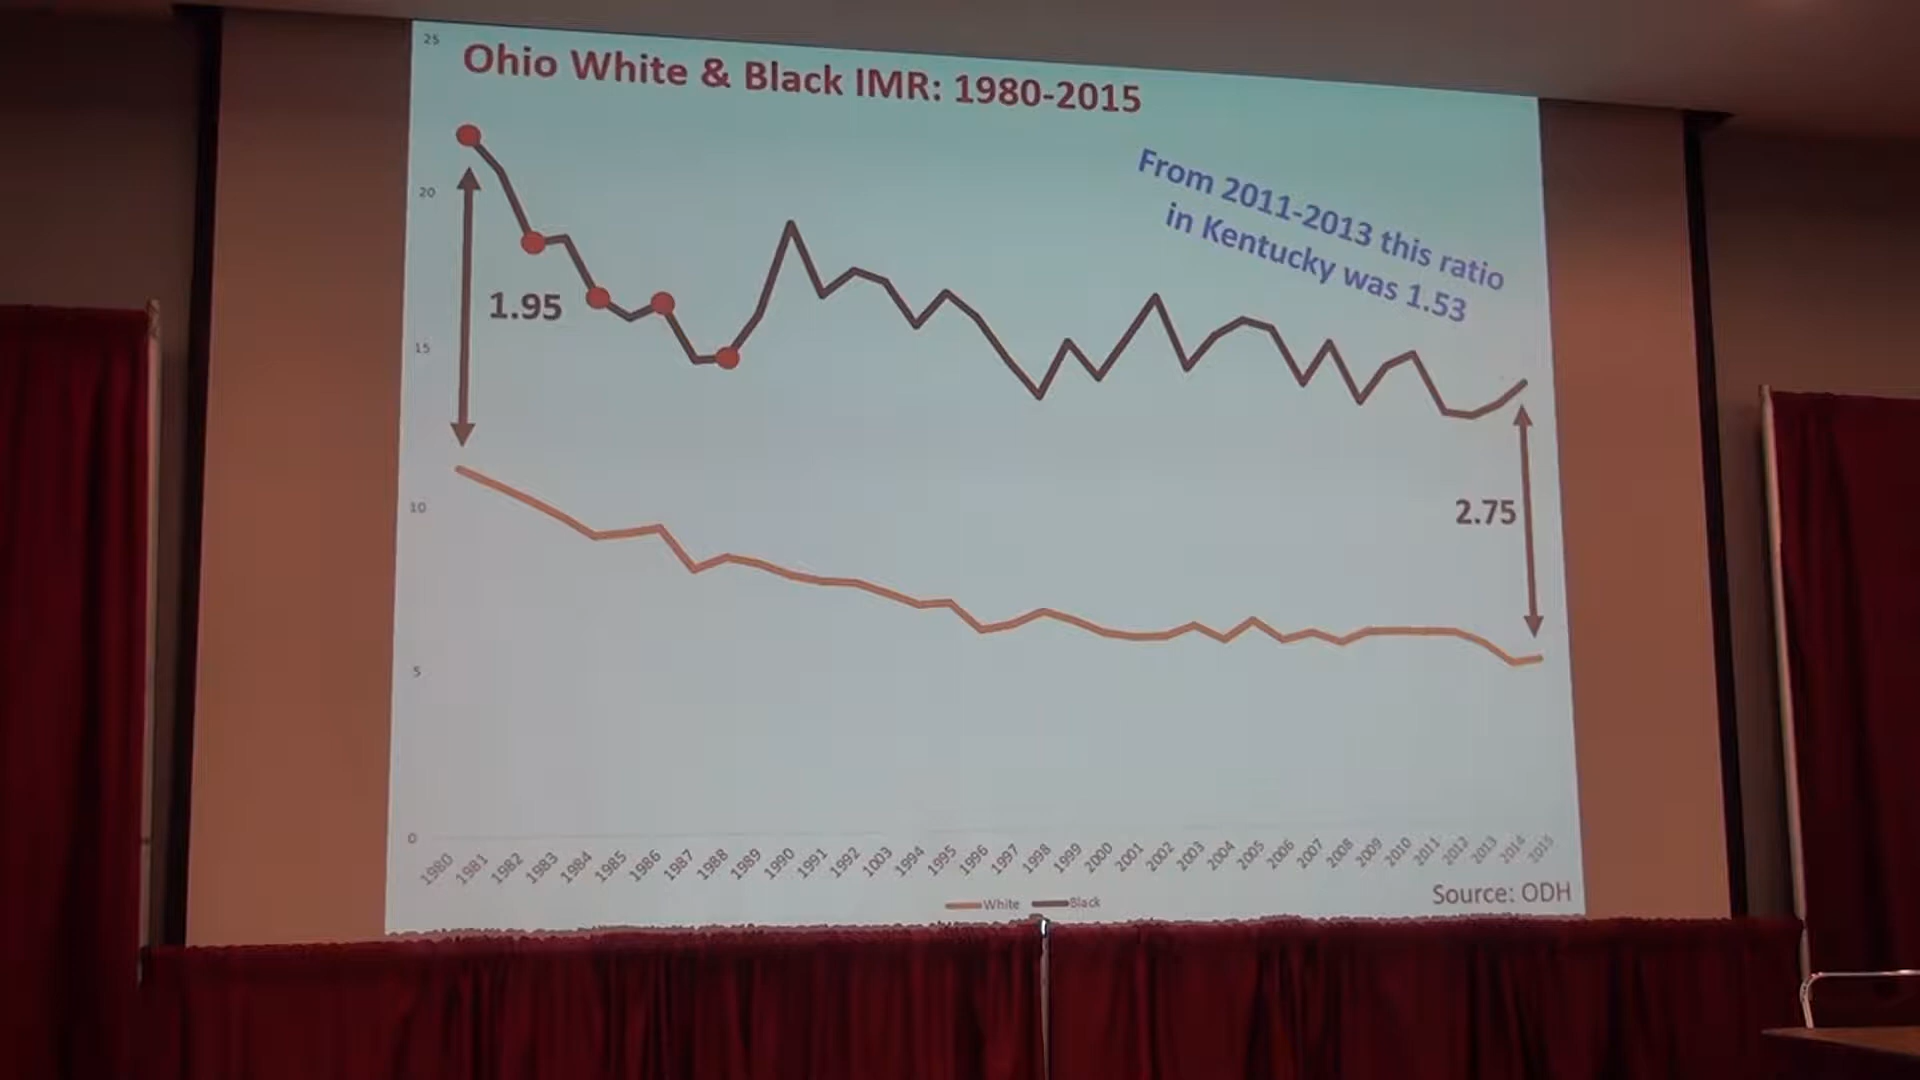 25
Ohio White & Black IMR: 1980-2015
From 2011-2013 this ratio
in Kentucky was 1.53
20
1.95
15
10
2.75
5
0
1980 1981 1982 1983 1984 1985 1986 1987 1988 1989 1990 1991 1992 1003 1994 1995 1996 1997 1998 1999 2000 2001 2002 2003 2004 2005 2006 2007 2008 2009 2010 2011 2012 2013 2014 2015
White Black
Source: ODH